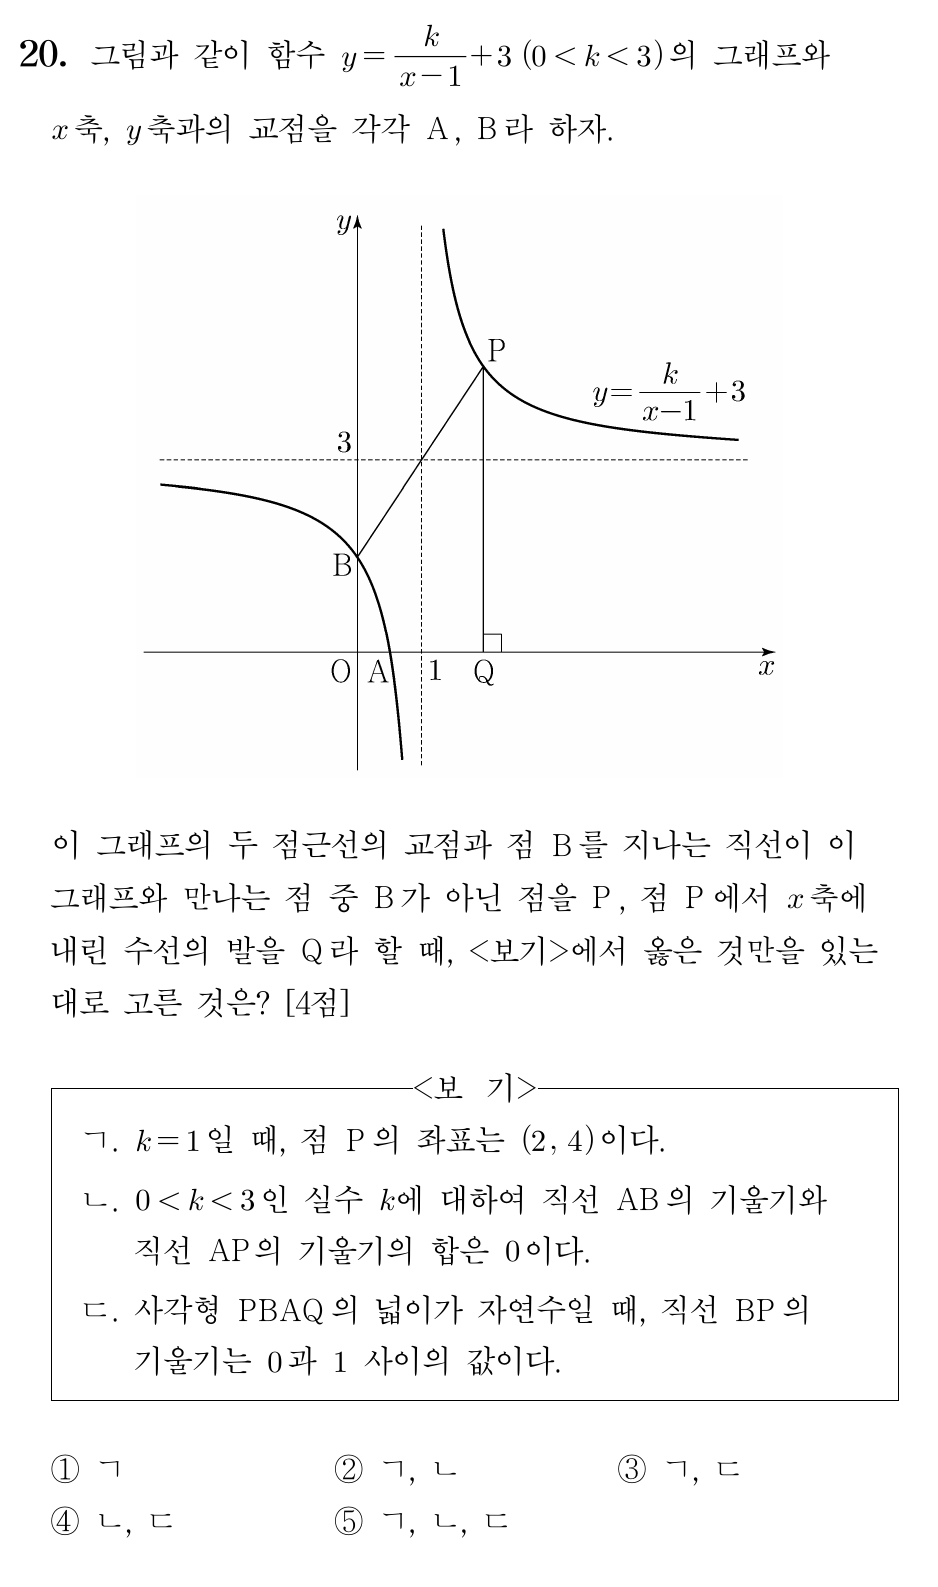 20. 그림과 같이 함수 y=k/(x-1)+3 (0<k<3)의 그래프와
x축, y축과의 교점을 각각 A, B라 하자.
y
P
y=k/(x-1)+3
3
B
O A 1 Q x
이 그래프의 두 점근선의 교점과 점 B를 지나는 직선이 이
그래프와 만나는 점 중 B가 아닌 점을 P, 점 P에서 x축에
내린 수선의 발을 Q라 할 때, <보기>에서 옳은 것만을 있는
대로 고른 것은? [4점]
<보 기>
ㄱ. k=1일 때, 점 P의 좌표는 (2, 4)이다.
ㄴ. 0<k<3인 실수 k에 대하여 직선 AB의 기울기와
직선 AP의 기울기의 합은 0이다.
ㄷ. 사각형 PBAQ의 넓이가 자연수일 때, 직선 BP의
기울기는 0과 1 사이의 값이다.
① ㄱ ② ㄱ, ㄴ ③ ㄱ, ㄷ
④ ㄴ, ㄷ ⑤ ㄱ, ㄴ, ㄷ